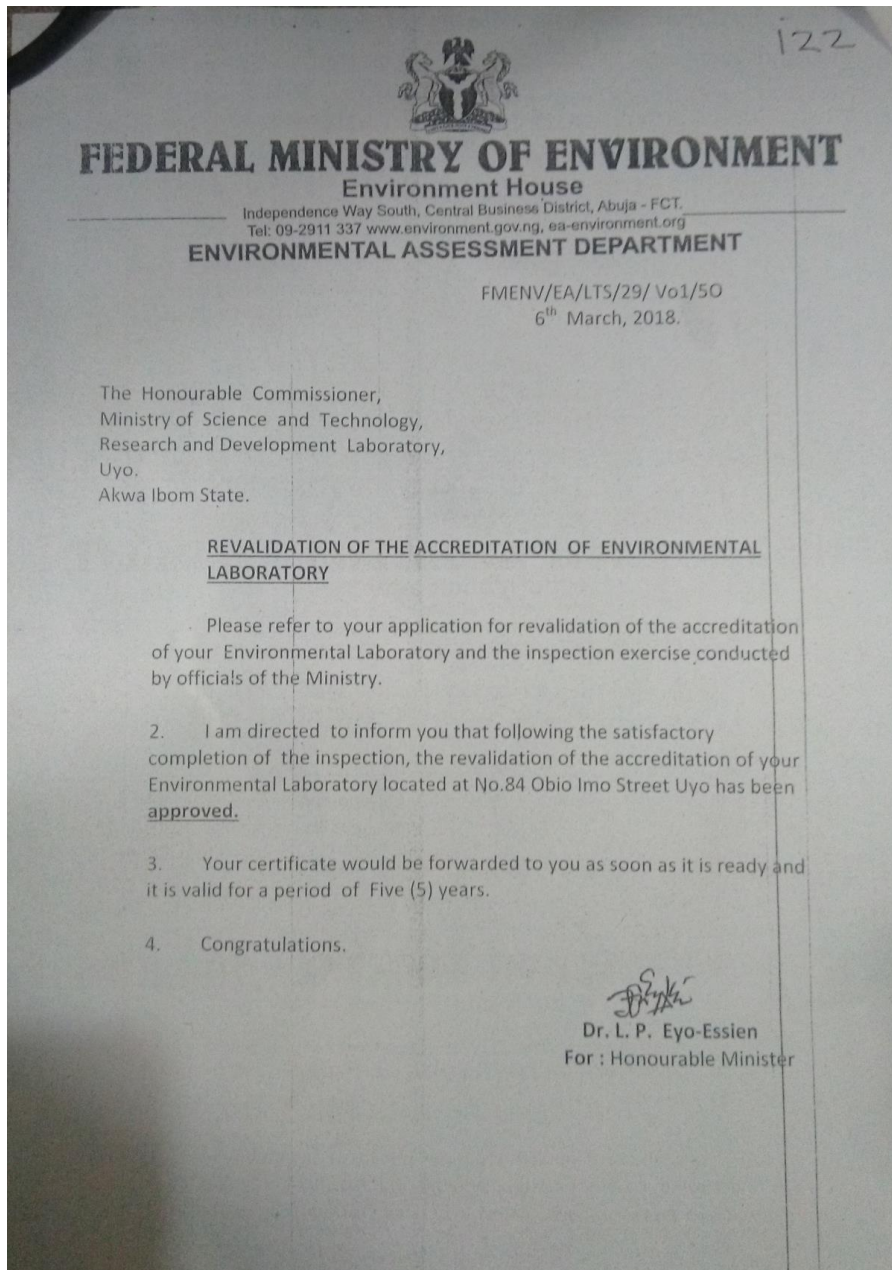 122
FEDERAL MINISTRY OF ENVIRONMENT
Environment House
Independence Way South, Central Business District, Abuja - FCT.
Tel: 09-2911 337 www.environment.gov.ng, ea-environment.org
ENVIRONMENTAL ASSESSMENT DEPARTMENT
FMENV/EA/LTS/29/ Vo1/5O
6th March, 2018.
The Honourable Commissioner,
Ministry of Science and Technology,
Research and Development Laboratory,
Uyo.
Akwa Ibom State.
REVALIDATION OF THE ACCREDITATION OF ENVIRONMENTAL
LABORATORY
Please refer to your application for revalidation of the accreditation
of your Environmental Laboratory and the inspection exercise conducted
by officials of the Ministry.
2. I am directed to inform you that following the satisfactory
completion of the inspection, the revalidation of the accreditation of your
Environmental Laboratory located at No.84 Obio Imo Street Uyo has been
approved.
3. Your certificate would be forwarded to you as soon as it is ready and
it is valid for a period of Five (5) years.
4. Congratulations.
Dr. L. P. Eyo-Essien
For : Honourable Minister